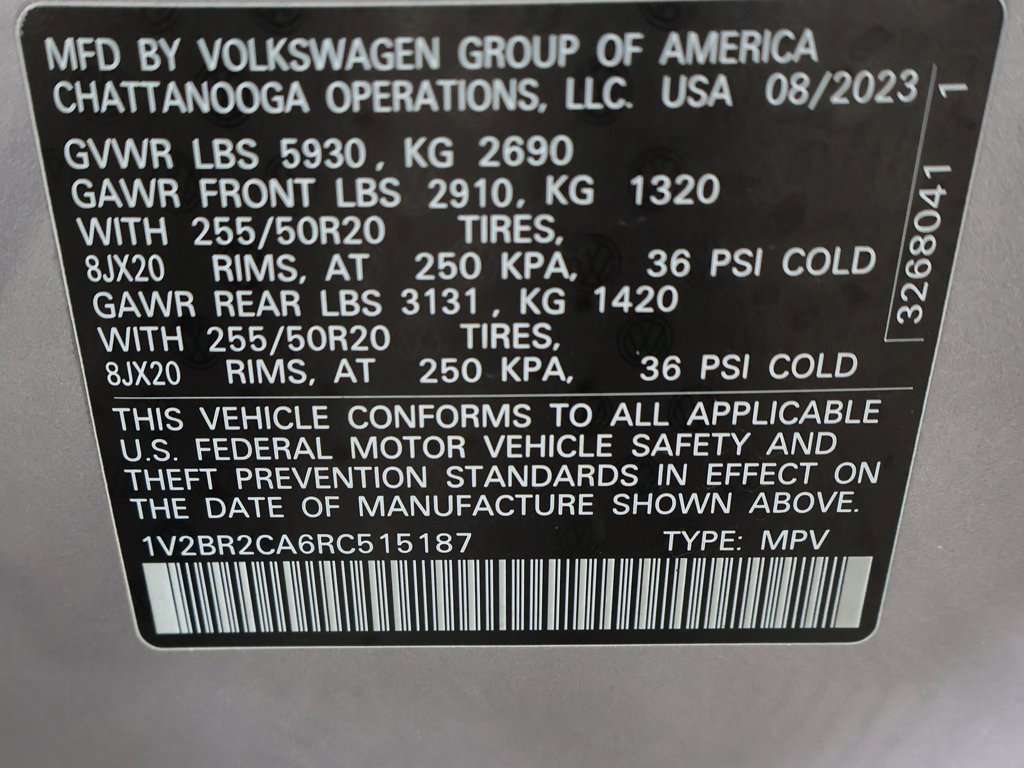 MFD BY VOLKSWAGEN GROUP OF AMERICA
CHATTANOOGA OPERATIONS, LLC. USA 08/2023
GVWR LBS 5930, KG 2690
GAWR FRONT LBS 2910, KG 1320
WITH 255/50R20 TIRES,
8JX20 RIMS, AT 250 KPA, 36 PSI COLD
GAWR REAR LBS 3131, KG 1420
WITH 255/50R20 TIRES,
8JX20 RIMS, AT 250 KPA, 36 PSI COLD
3268041 1
THIS VEHICLE CONFORMS TO ALL APPLICABLE
U.S. FEDERAL MOTOR VEHICLE SAFETY AND
THEFT PREVENTION STANDARDS IN EFFECT ON
THE DATE OF MANUFACTURE SHOWN ABOVE.
1V2BR2CA6RC515187 TYPE: MPV